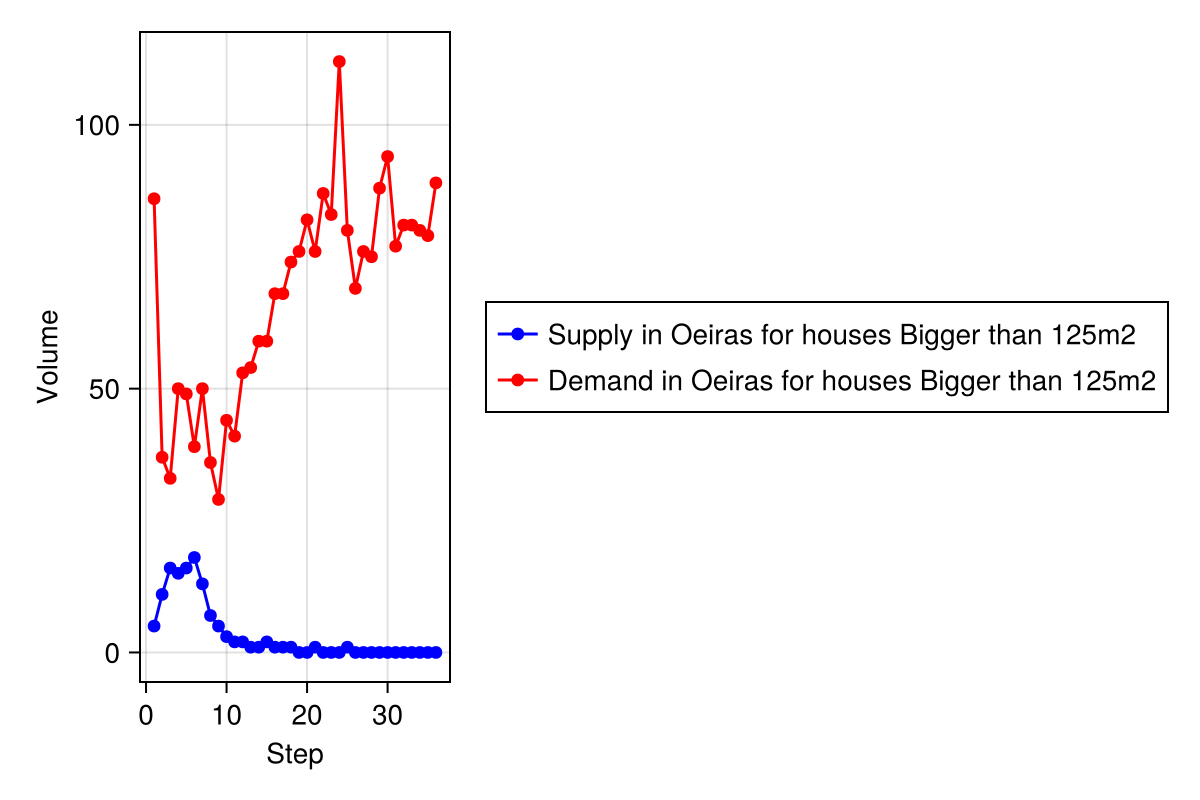 100
50
0
Volume
0 10 20 30
Step
Supply in Oeiras for houses Bigger than 125m2
Demand in Oeiras for houses Bigger than 125m2